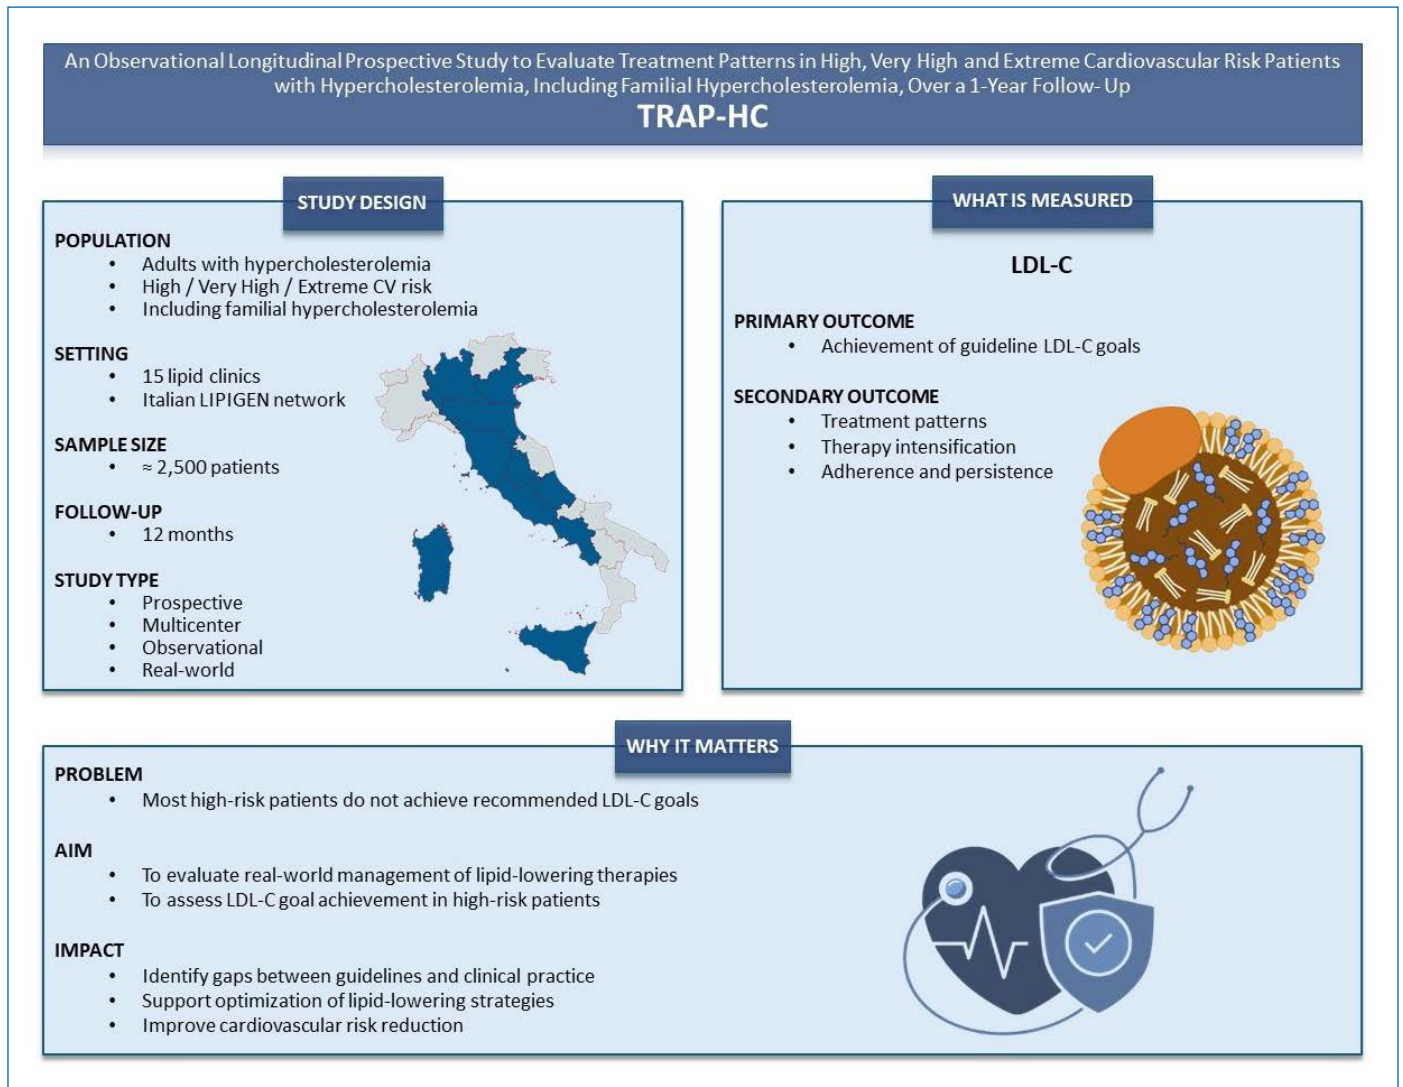 An Observational Longitudinal Prospective Study to Evaluate Treatment Patterns in High, Very High and Extreme Cardiovascular Risk Patients
with Hypercholesterolemia, Including Familial Hypercholesterolemia, Over a 1-Year Follow- Up
TRAP-HC
STUDY DESIGN
POPULATION
• Adults with hypercholesterolemia
• High / Very High / Extreme CV risk
• Including familial hypercholesterolemia
SETTING
• 15 lipid clinics
• Italian LIPIGEN network
SAMPLE SIZE
• ≈ 2,500 patients
FOLLOW-UP
• 12 months
STUDY TYPE
• Prospective
• Multicenter
• Observational
• Real-world
WHAT IS MEASURED
LDL-C
PRIMARY OUTCOME
• Achievement of guideline LDL-C goals
SECONDARY OUTCOME
• Treatment patterns
• Therapy intensification
• Adherence and persistence
WHY IT MATTERS
PROBLEM
• Most high-risk patients do not achieve recommended LDL-C goals
AIM
• To evaluate real-world management of lipid-lowering therapies
• To assess LDL-C goal achievement in high-risk patients
IMPACT
• Identify gaps between guidelines and clinical practice
• Support optimization of lipid-lowering strategies
• Improve cardiovascular risk reduction